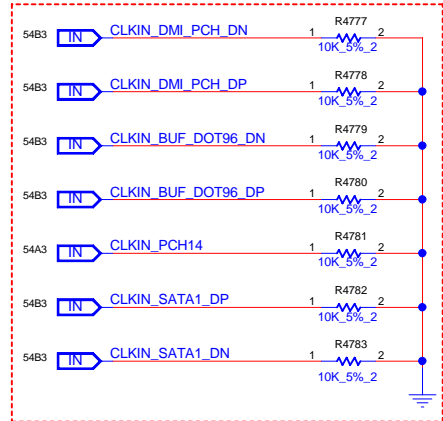 R4777
54B3 IN CLKIN_DMI_PCH_DN 1 2
10K_5%_2
R4778
54B3 IN CLKIN_DMI_PCH_DP 1 2
10K_5%_2
R4779
54B3 IN CLKIN_BUF_DOT96_DN 1 2
10K_5%_2
R4780
54B3 IN CLKIN_BUF_DOT96_DP 1 2
10K_5%_2
R4781
54A3 IN CLKIN_PCH14 1 2
10K_5%_2
R4782
54B3 IN CLKIN_SATA1_DP 1 2
10K_5%_2
R4783
54B3 IN CLKIN_SATA1_DN 1 2
10K_5%_2